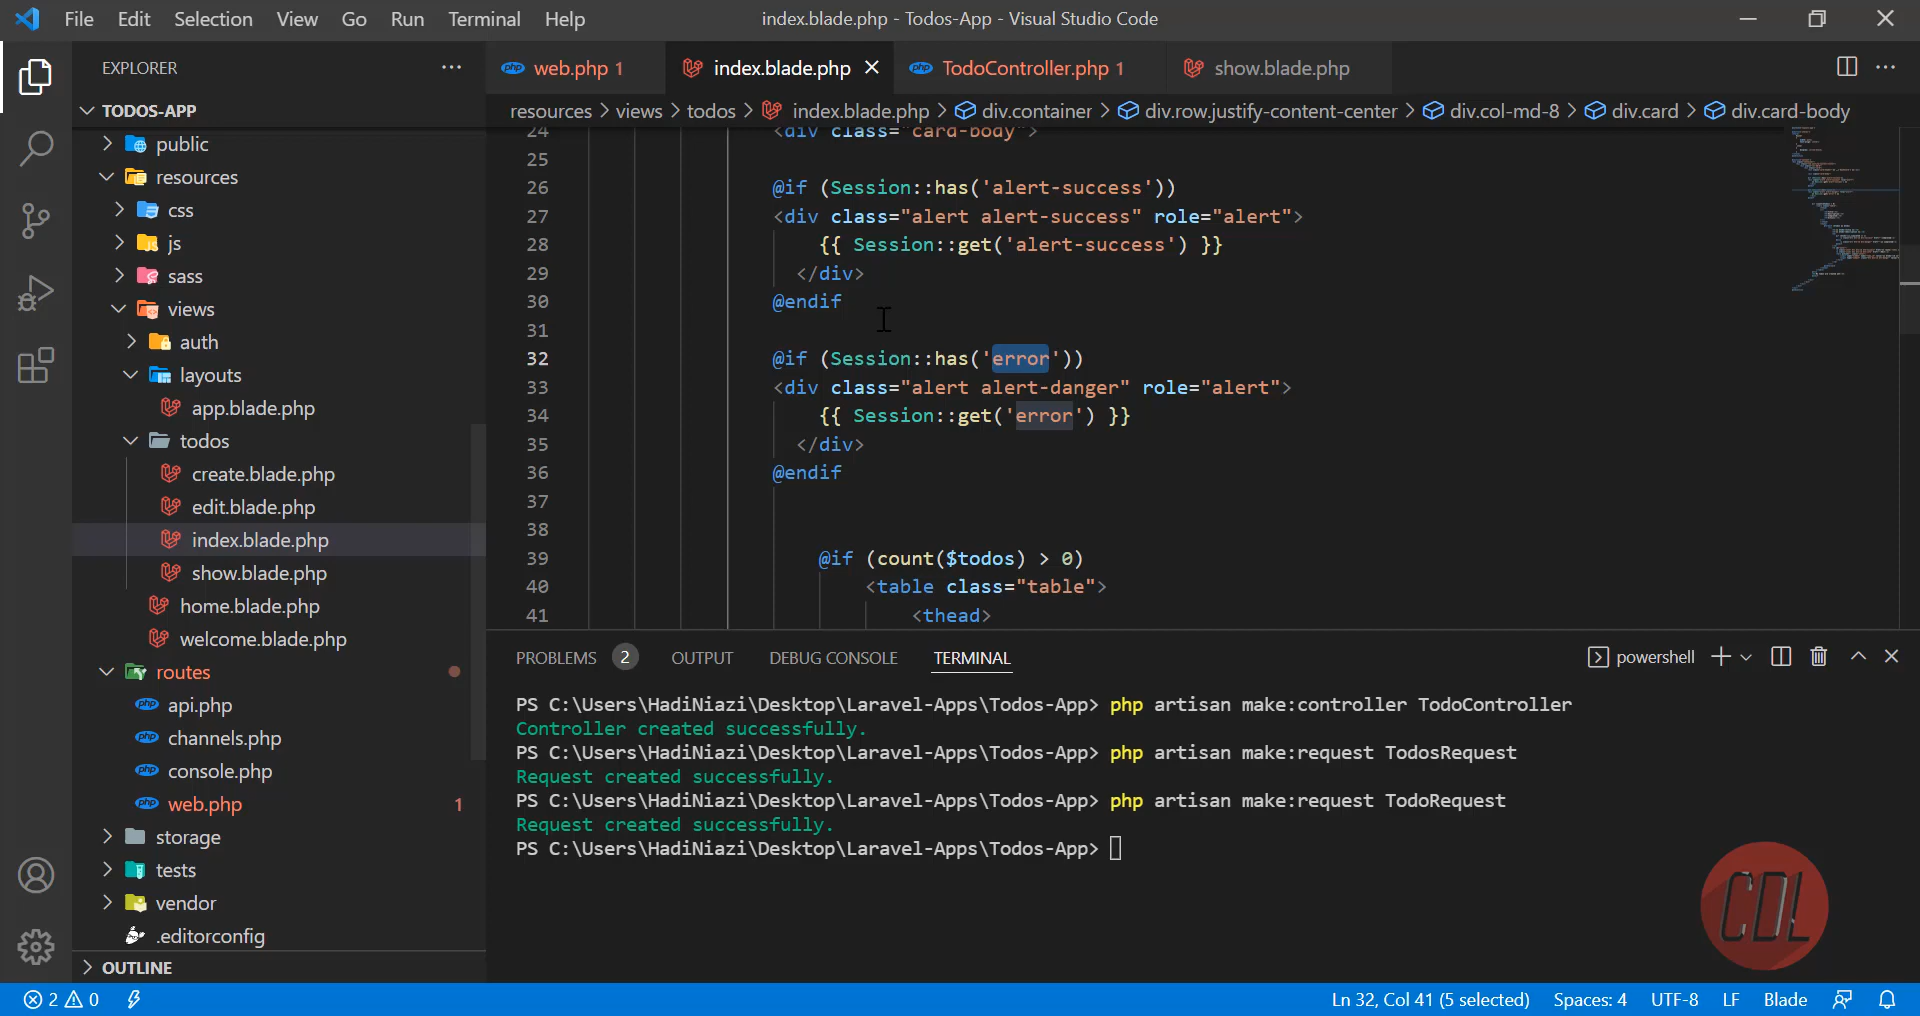 File Edit Selection View Go Run Terminal Help
index.blade.php - Todos-App - Visual Studio Code
EXPLORER
web.php 1
index.blade.php
TodoController.php 1
show.blade.php
TODOS-APP
resources > views > todos > index.blade.php > div.container > div.row.justify-content-center > div.col-md-8 > div.card > div.card-body
public
resources
css
js
sass
views
auth
layouts
app.blade.php
todos
create.blade.php
edit.blade.php
index.blade.php
show.blade.php
home.blade.php
welcome.blade.php
routes
api.php
channels.php
console.php
web.php 1
storage
tests
vendor
.editorconfig
OUTLINE
24 <div class="card-body">
25
26 @if (Session::has('alert-success'))
27 <div class="alert alert-success" role="alert">
28 {{ Session::get('alert-success') }}
29 </div>
30 @endif
31
32 @if (Session::has('error'))
33 <div class="alert alert-danger" role="alert">
34 {{ Session::get('error') }}
35 </div>
36 @endif
37
38
39 @if (count($todos) > 0)
40 <table class="table">
41 <thead>
PROBLEMS 2 OUTPUT DEBUG CONSOLE TERMINAL
powershell
PS C:\Users\HadiNiazi\Desktop\Laravel-Apps\Todos-App> php artisan make:controller TodoController
Controller created successfully.
PS C:\Users\HadiNiazi\Desktop\Laravel-Apps\Todos-App> php artisan make:request TodosRequest
Request created successfully.
PS C:\Users\HadiNiazi\Desktop\Laravel-Apps\Todos-App> php artisan make:request TodoRequest
Request created successfully.
PS C:\Users\HadiNiazi\Desktop\Laravel-Apps\Todos-App>
CDL
2 0
Ln 32, Col 41 (5 selected) Spaces: 4 UTF-8 LF Blade